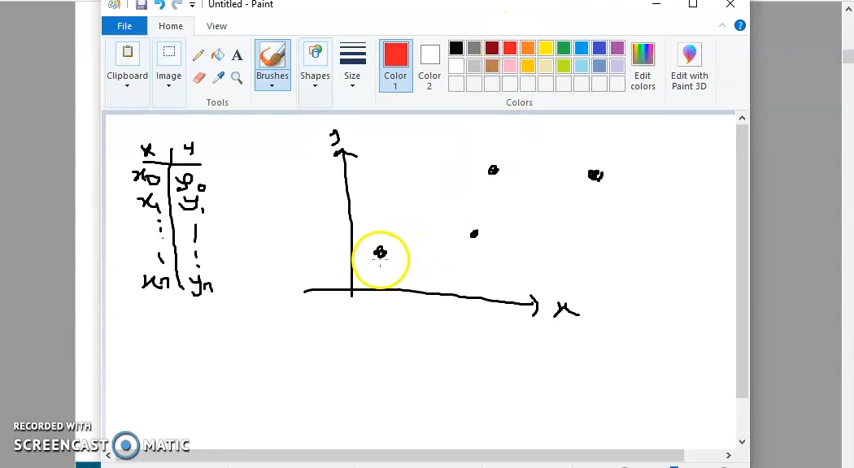 Untitled - Paint
File Home View
Clipboard Image Tools Brushes Shapes Size Color 1 Color 2 Colors Edit colors Edit with Paint 3D
A
x y
x0 y0
x1 y1
xn yn
y
x
RECORDED WITH
SCREENCAST MATIC